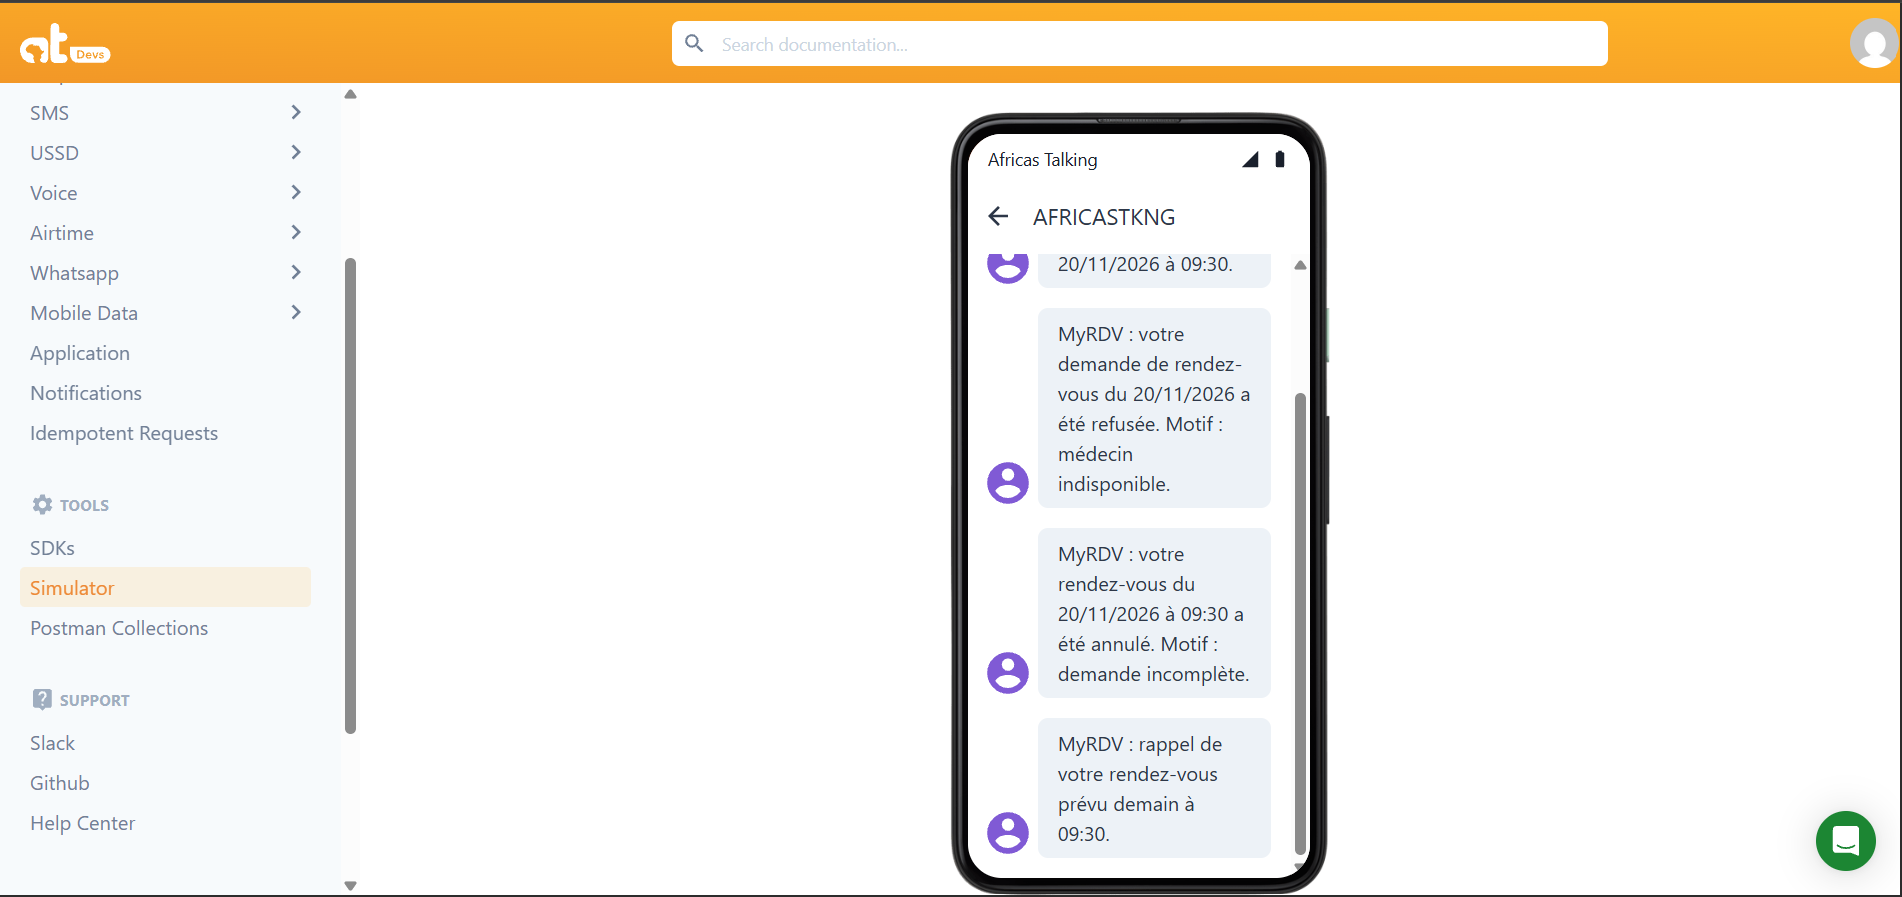 at Devs
Search documentation...
SMS
USSD
Voice
Airtime
Whatsapp
Mobile Data
Application
Notifications
Idempotent Requests
TOOLS
SDKs
Simulator
Postman Collections
SUPPORT
Slack
Github
Help Center
Africas Talking
AFRICASTKNG
20/11/2026 à 09:30.
MyRDV : votre
demande de rendez-
vous du 20/11/2026 a
été refusée. Motif :
médecin
indisponible.
MyRDV : votre
rendez-vous du
20/11/2026 à 09:30 a
été annulé. Motif :
demande incomplète.
MyRDV : rappel de
votre rendez-vous
prévu demain à
09:30.